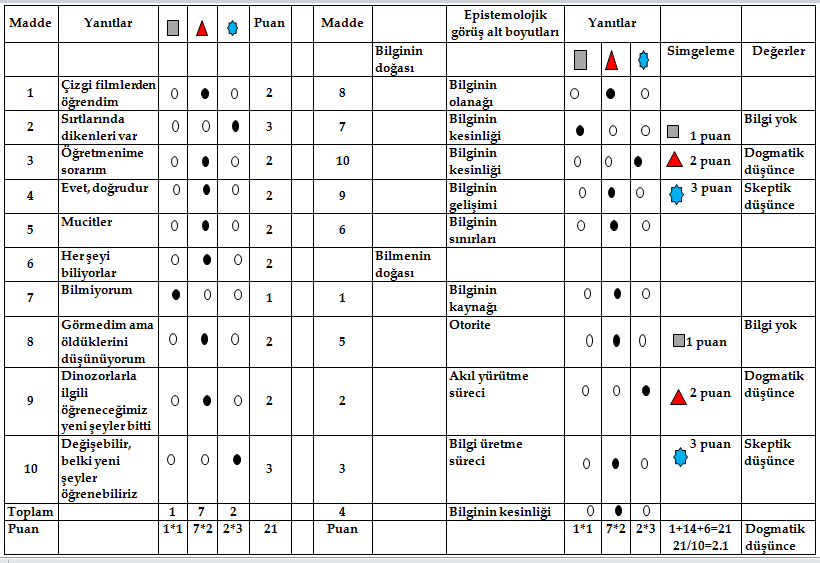 Madde Yanıtlar Puan Madde Epistemolojik Yanıtlar
görüş alt boyutları
Bilginin Simgeleme Değerler
doğası
1 Çizgi filmlerden 2 8 Bilginin
öğrendim olanağı
2 Sırtlarında 3 7 Bilginin 1 puan Bilgi yok
dikenleri var kesinliği
3 Öğretmenime 2 10 Bilginin 2 puan Dogmatik
sorarım kesinliği düşünce
4 Evet, doğrudur 2 9 Bilginin 3 puan Skeptik
gelişimi düşünce
5 Mucitler 2 6 Bilginin
sınırları
6 Her şeyi 2 Bilmenin
biliyorlar doğası
7 Bilmiyorum 1 1 Bilginin
kaynağı
8 Görmedim ama 2 5 Otorite 1 puan Bilgi yok
öldüklerini
düşünüyorum
9 Dinozorlarla 2 2 Akıl yürütme 2 puan Dogmatik
ilgili süreci düşünce
öğreneceğimiz
yeni şeyler bitti
10 Değişebilir, 3 3 Bilgi üretme 3 puan Skeptik
belki yeni süreci düşünce
şeyler
öğrenebiliriz
Toplam 1 7 2 4 Bilginin kesinliği
Puan 1*1 7*2 2*3 21 Puan 1*1 7*2 2*3 1+14+6=21 Dogmatik
21/10=2.1 düşünce